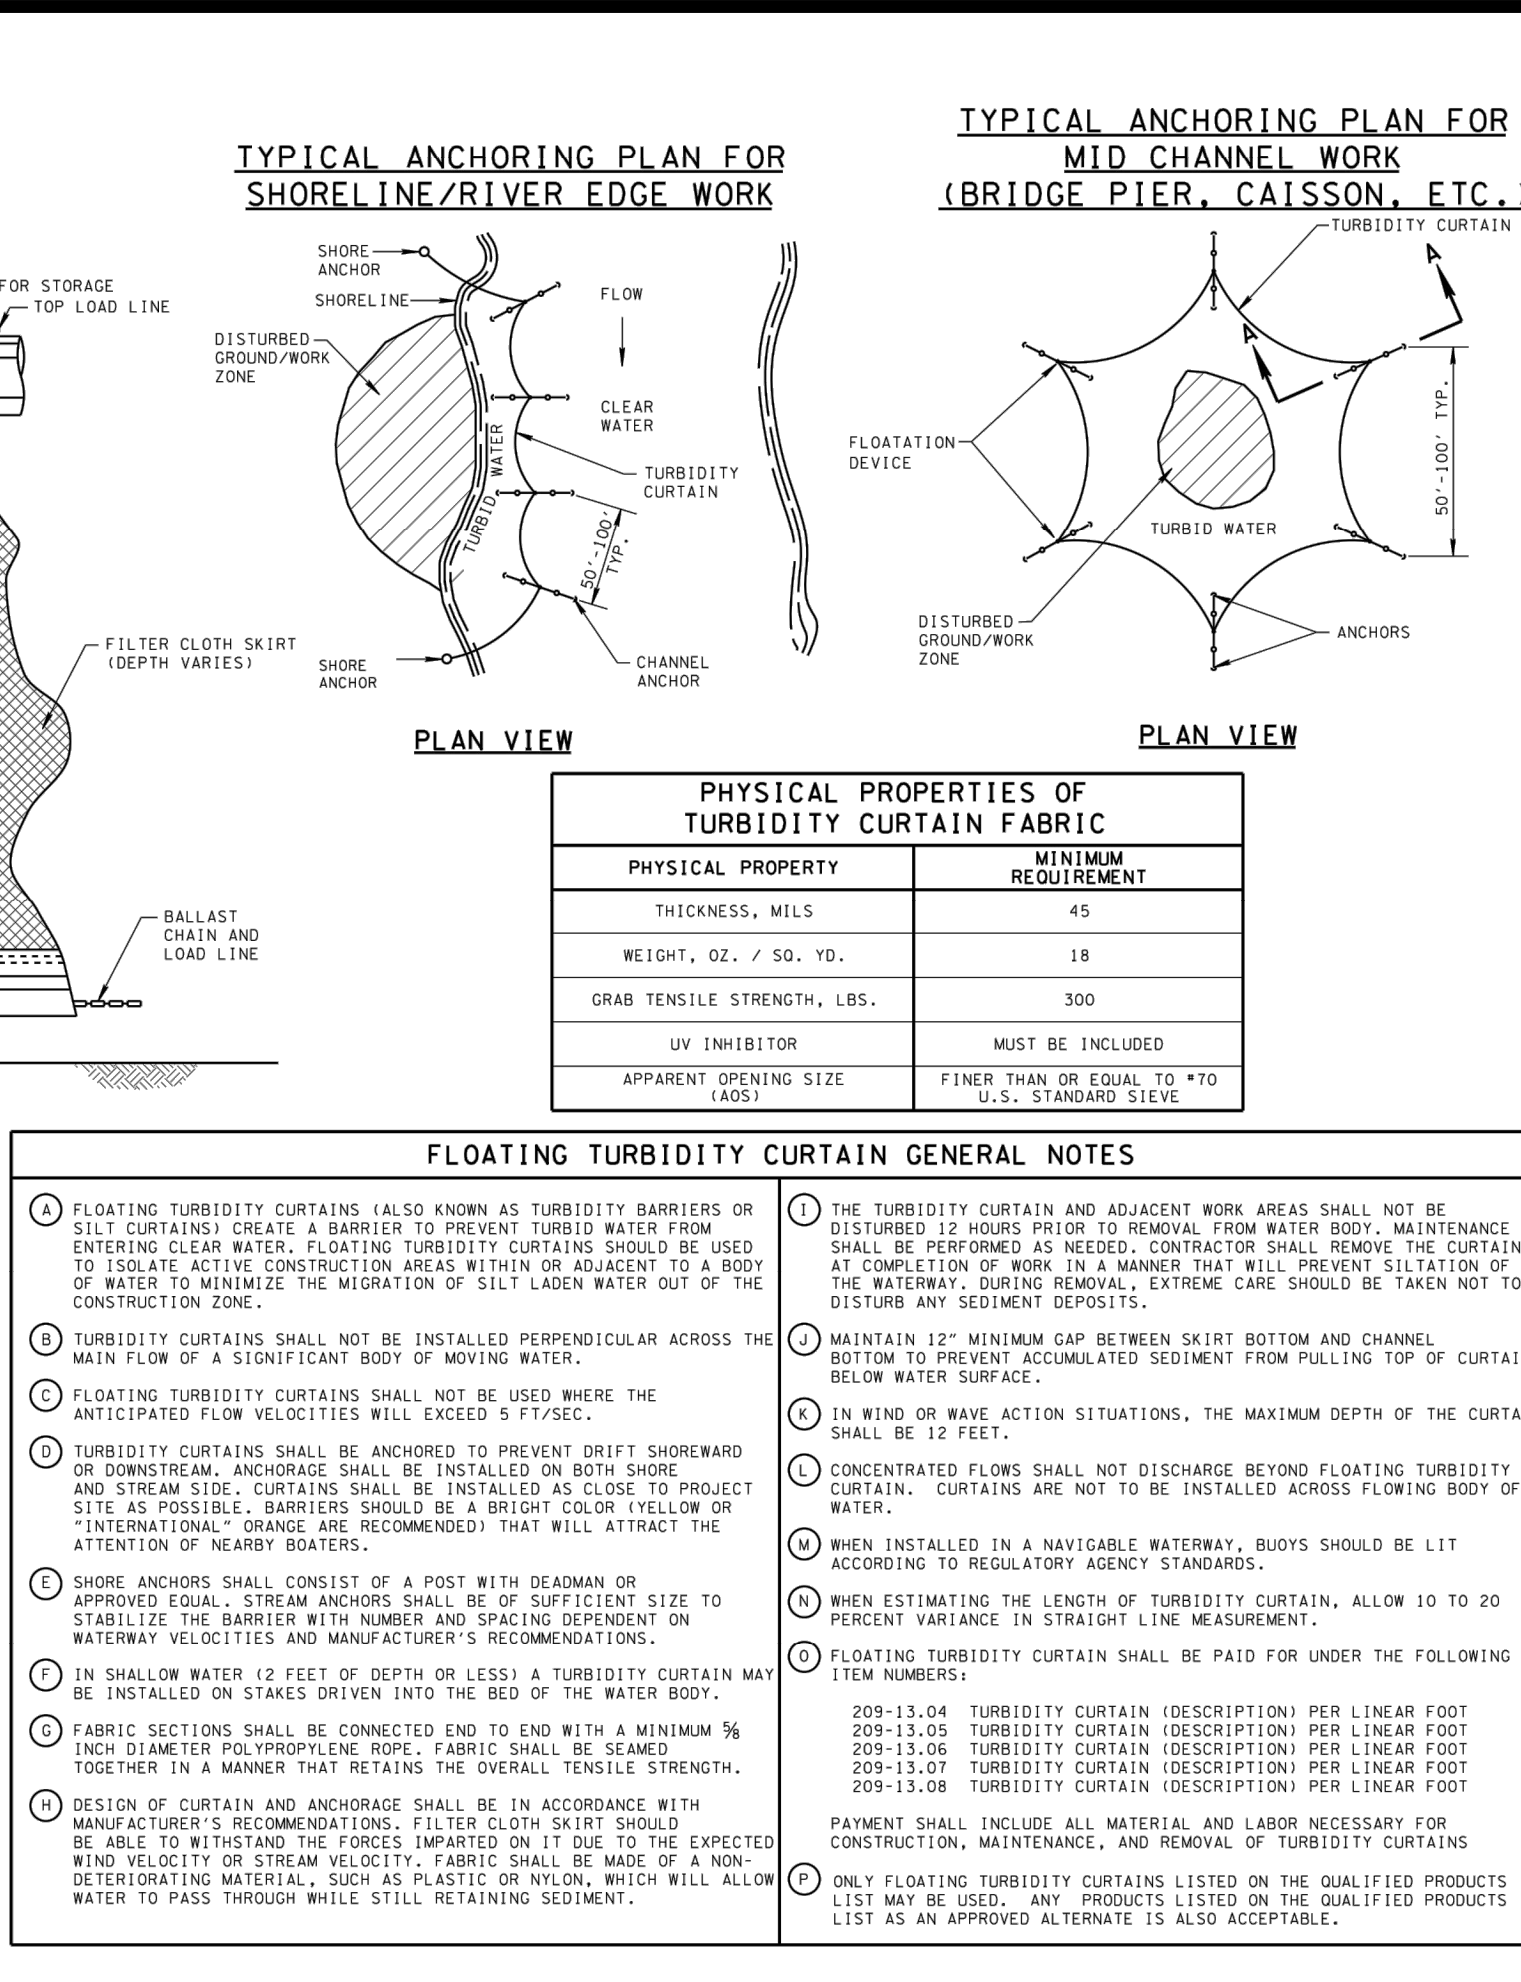 TYPICAL ANCHORING PLAN FOR
SHORELINE/RIVER EDGE WORK
TYPICAL ANCHORING PLAN FOR
MID CHANNEL WORK
(BRIDGE PIER, CAISSON, ETC.)
FOR STORAGE
TOP LOAD LINE
SHORE
ANCHOR
SHORELINE
DISTURBED
GROUND/WORK
ZONE
FLOW
CLEAR
WATER
TURBID WATER
TURBIDITY
CURTAIN
50'-100'
TYP.
SHORE
ANCHOR
CHANNEL
ANCHOR
PLAN VIEW
TURBIDITY CURTAIN
A
A
FLOATATION
DEVICE
50'-100' TYP.
TURBID WATER
DISTURBED
GROUND/WORK
ZONE
ANCHORS
PLAN VIEW
FILTER CLOTH SKIRT
(DEPTH VARIES)
BALLAST
CHAIN AND
LOAD LINE
PHYSICAL PROPERTIES OF
TURBIDITY CURTAIN FABRIC
PHYSICAL PROPERTY
MINIMUM
REQUIREMENT
THICKNESS, MILS
45
WEIGHT, OZ. / SQ. YD.
18
GRAB TENSILE STRENGTH, LBS.
300
UV INHIBITOR
MUST BE INCLUDED
APPARENT OPENING SIZE
(AOS)
FINER THAN OR EQUAL TO #70
U.S. STANDARD SIEVE
FLOATING TURBIDITY CURTAIN GENERAL NOTES
A FLOATING TURBIDITY CURTAINS (ALSO KNOWN AS TURBIDITY BARRIERS OR
SILT CURTAINS) CREATE A BARRIER TO PREVENT TURBID WATER FROM
ENTERING CLEAR WATER. FLOATING TURBIDITY CURTAINS SHOULD BE USED
TO ISOLATE ACTIVE CONSTRUCTION AREAS WITHIN OR ADJACENT TO A BODY
OF WATER TO MINIMIZE THE MIGRATION OF SILT LADEN WATER OUT OF THE
CONSTRUCTION ZONE.
B TURBIDITY CURTAINS SHALL NOT BE INSTALLED PERPENDICULAR ACROSS THE
MAIN FLOW OF A SIGNIFICANT BODY OF MOVING WATER.
C FLOATING TURBIDITY CURTAINS SHALL NOT BE USED WHERE THE
ANTICIPATED FLOW VELOCITIES WILL EXCEED 5 FT/SEC.
D TURBIDITY CURTAINS SHALL BE ANCHORED TO PREVENT DRIFT SHOREWARD
OR DOWNSTREAM. ANCHORAGE SHALL BE INSTALLED ON BOTH SHORE
AND STREAM SIDE. CURTAINS SHALL BE INSTALLED AS CLOSE TO PROJECT
SITE AS POSSIBLE. BARRIERS SHOULD BE A BRIGHT COLOR (YELLOW OR
"INTERNATIONAL" ORANGE ARE RECOMMENDED) THAT WILL ATTRACT THE
ATTENTION OF NEARBY BOATERS.
E SHORE ANCHORS SHALL CONSIST OF A POST WITH DEADMAN OR
APPROVED EQUAL. STREAM ANCHORS SHALL BE OF SUFFICIENT SIZE TO
STABILIZE THE BARRIER WITH NUMBER AND SPACING DEPENDENT ON
WATERWAY VELOCITIES AND MANUFACTURER'S RECOMMENDATIONS.
F IN SHALLOW WATER (2 FEET OF DEPTH OR LESS) A TURBIDITY CURTAIN MAY
BE INSTALLED ON STAKES DRIVEN INTO THE BED OF THE WATER BODY.
G FABRIC SECTIONS SHALL BE CONNECTED END TO END WITH A MINIMUM ⅝
INCH DIAMETER POLYPROPYLENE ROPE. FABRIC SHALL BE SEAMED
TOGETHER IN A MANNER THAT RETAINS THE OVERALL TENSILE STRENGTH.
H DESIGN OF CURTAIN AND ANCHORAGE SHALL BE IN ACCORDANCE WITH
MANUFACTURER'S RECOMMENDATIONS. FILTER CLOTH SKIRT SHOULD
BE ABLE TO WITHSTAND THE FORCES IMPARTED ON IT DUE TO THE EXPECTED
WIND VELOCITY OR STREAM VELOCITY. FABRIC SHALL BE MADE OF A NON-
DETERIORATING MATERIAL, SUCH AS PLASTIC OR NYLON, WHICH WILL ALLOW
WATER TO PASS THROUGH WHILE STILL RETAINING SEDIMENT.
I THE TURBIDITY CURTAIN AND ADJACENT WORK AREAS SHALL NOT BE
DISTURBED 12 HOURS PRIOR TO REMOVAL FROM WATER BODY. MAINTENANCE
SHALL BE PERFORMED AS NEEDED. CONTRACTOR SHALL REMOVE THE CURTAIN
AT COMPLETION OF WORK IN A MANNER THAT WILL PREVENT SILTATION OF
THE WATERWAY. DURING REMOVAL, EXTREME CARE SHOULD BE TAKEN NOT TO
DISTURB ANY SEDIMENT DEPOSITS.
J MAINTAIN 12" MINIMUM GAP BETWEEN SKIRT BOTTOM AND CHANNEL
BOTTOM TO PREVENT ACCUMULATED SEDIMENT FROM PULLING TOP OF CURTAI
BELOW WATER SURFACE.
K IN WIND OR WAVE ACTION SITUATIONS, THE MAXIMUM DEPTH OF THE CURTA
SHALL BE 12 FEET.
L CONCENTRATED FLOWS SHALL NOT DISCHARGE BEYOND FLOATING TURBIDITY
CURTAIN. CURTAINS ARE NOT TO BE INSTALLED ACROSS FLOWING BODY OF
WATER.
M WHEN INSTALLED IN A NAVIGABLE WATERWAY, BUOYS SHOULD BE LIT
ACCORDING TO REGULATORY AGENCY STANDARDS.
N WHEN ESTIMATING THE LENGTH OF TURBIDITY CURTAIN, ALLOW 10 TO 20
PERCENT VARIANCE IN STRAIGHT LINE MEASUREMENT.
O FLOATING TURBIDITY CURTAIN SHALL BE PAID FOR UNDER THE FOLLOWING
ITEM NUMBERS:
209-13.04 TURBIDITY CURTAIN (DESCRIPTION) PER LINEAR FOOT
209-13.05 TURBIDITY CURTAIN (DESCRIPTION) PER LINEAR FOOT
209-13.06 TURBIDITY CURTAIN (DESCRIPTION) PER LINEAR FOOT
209-13.07 TURBIDITY CURTAIN (DESCRIPTION) PER LINEAR FOOT
209-13.08 TURBIDITY CURTAIN (DESCRIPTION) PER LINEAR FOOT
PAYMENT SHALL INCLUDE ALL MATERIAL AND LABOR NECESSARY FOR
CONSTRUCTION, MAINTENANCE, AND REMOVAL OF TURBIDITY CURTAINS
P ONLY FLOATING TURBIDITY CURTAINS LISTED ON THE QUALIFIED PRODUCTS
LIST MAY BE USED. ANY PRODUCTS LISTED ON THE QUALIFIED PRODUCTS
LIST AS AN APPROVED ALTERNATE IS ALSO ACCEPTABLE.